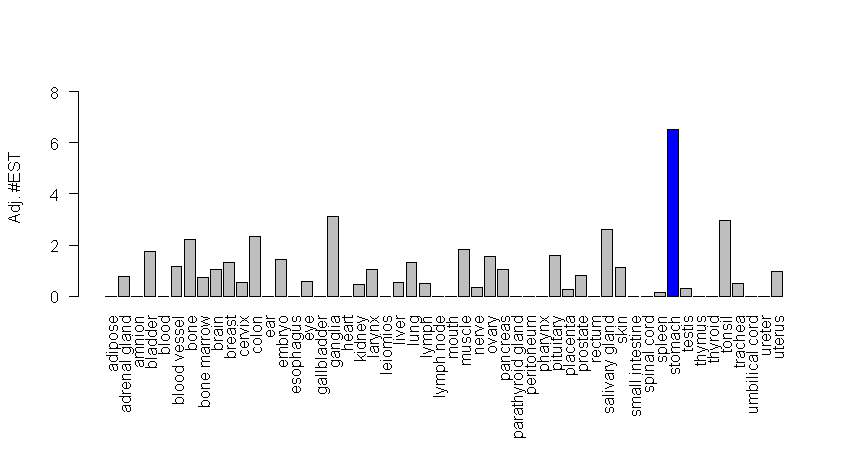 8
6
4
2
0
Adj. #EST
adipose
adrenal gland
amnion
bladder
blood
blood vessel
bone
bone marrow
brain
breast
cervix
colon
ear
embryo
esophagus
eye
gallbladder
ganglia
heart
kidney
larynx
leiomios
liver
lung
lymph
lymph node
mouth
muscle
nerve
ovary
pancreas
parathyroid gland
peritoneum
pharynx
pituitary
placenta
prostate
rectum
salivary gland
skin
small intestine
spinal cord
spleen
stomach
testis
thymus
thyroid
tonsil
trachea
umbilical cord
ureter
uterus